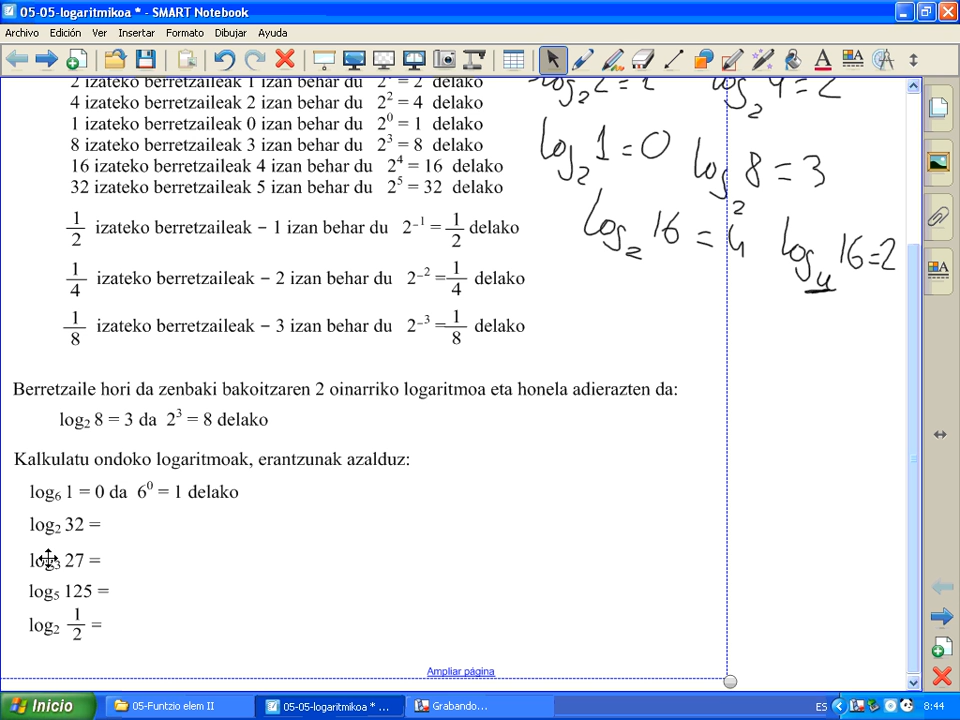 05-05-logaritmikoa * - SMART Notebook
Archivo Edición Ver Insertar Formato Dibujar Ayuda
2 izateko berretzaileak 1 izan behar du 2¹ = 2 delako
4 izateko berretzaileak 2 izan behar du 2² = 4 delako
1 izateko berretzaileak 0 izan behar du 2⁰ = 1 delako
8 izateko berretzaileak 3 izan behar du 2³ = 8 delako
16 izateko berretzaileak 4 izan behar du 2⁴ = 16 delako
32 izateko berretzaileak 5 izan behar du 2⁵ = 32 delako
1/2 izateko berretzaileak − 1 izan behar du 2⁻¹ = 1/2 delako
1/4 izateko berretzaileak − 2 izan behar du 2⁻² = 1/4 delako
1/8 izateko berretzaileak − 3 izan behar du 2⁻³ = 1/8 delako
log₂ 4 = 2
log₂ 1 = 0
log₂ 8 = 3
log₂ 16 = 4
log₄ 16 = 2
Berretzaile hori da zenbaki bakoitzaren 2 oinarriko logaritmoa eta honela adierazten da:
log₂ 8 = 3 da 2³ = 8 delako
Kalkulatu ondoko logaritmoak, erantzunak azalduz:
log₆ 1 = 0 da 6⁰ = 1 delako
log₂ 32 =
log₃ 27 =
log₅ 125 =
log₂ 1/2 =
Ampliar página
Inicio 05-Funtzio elem II 05-05-logaritmikoa * ... Grabando... ES 8:44